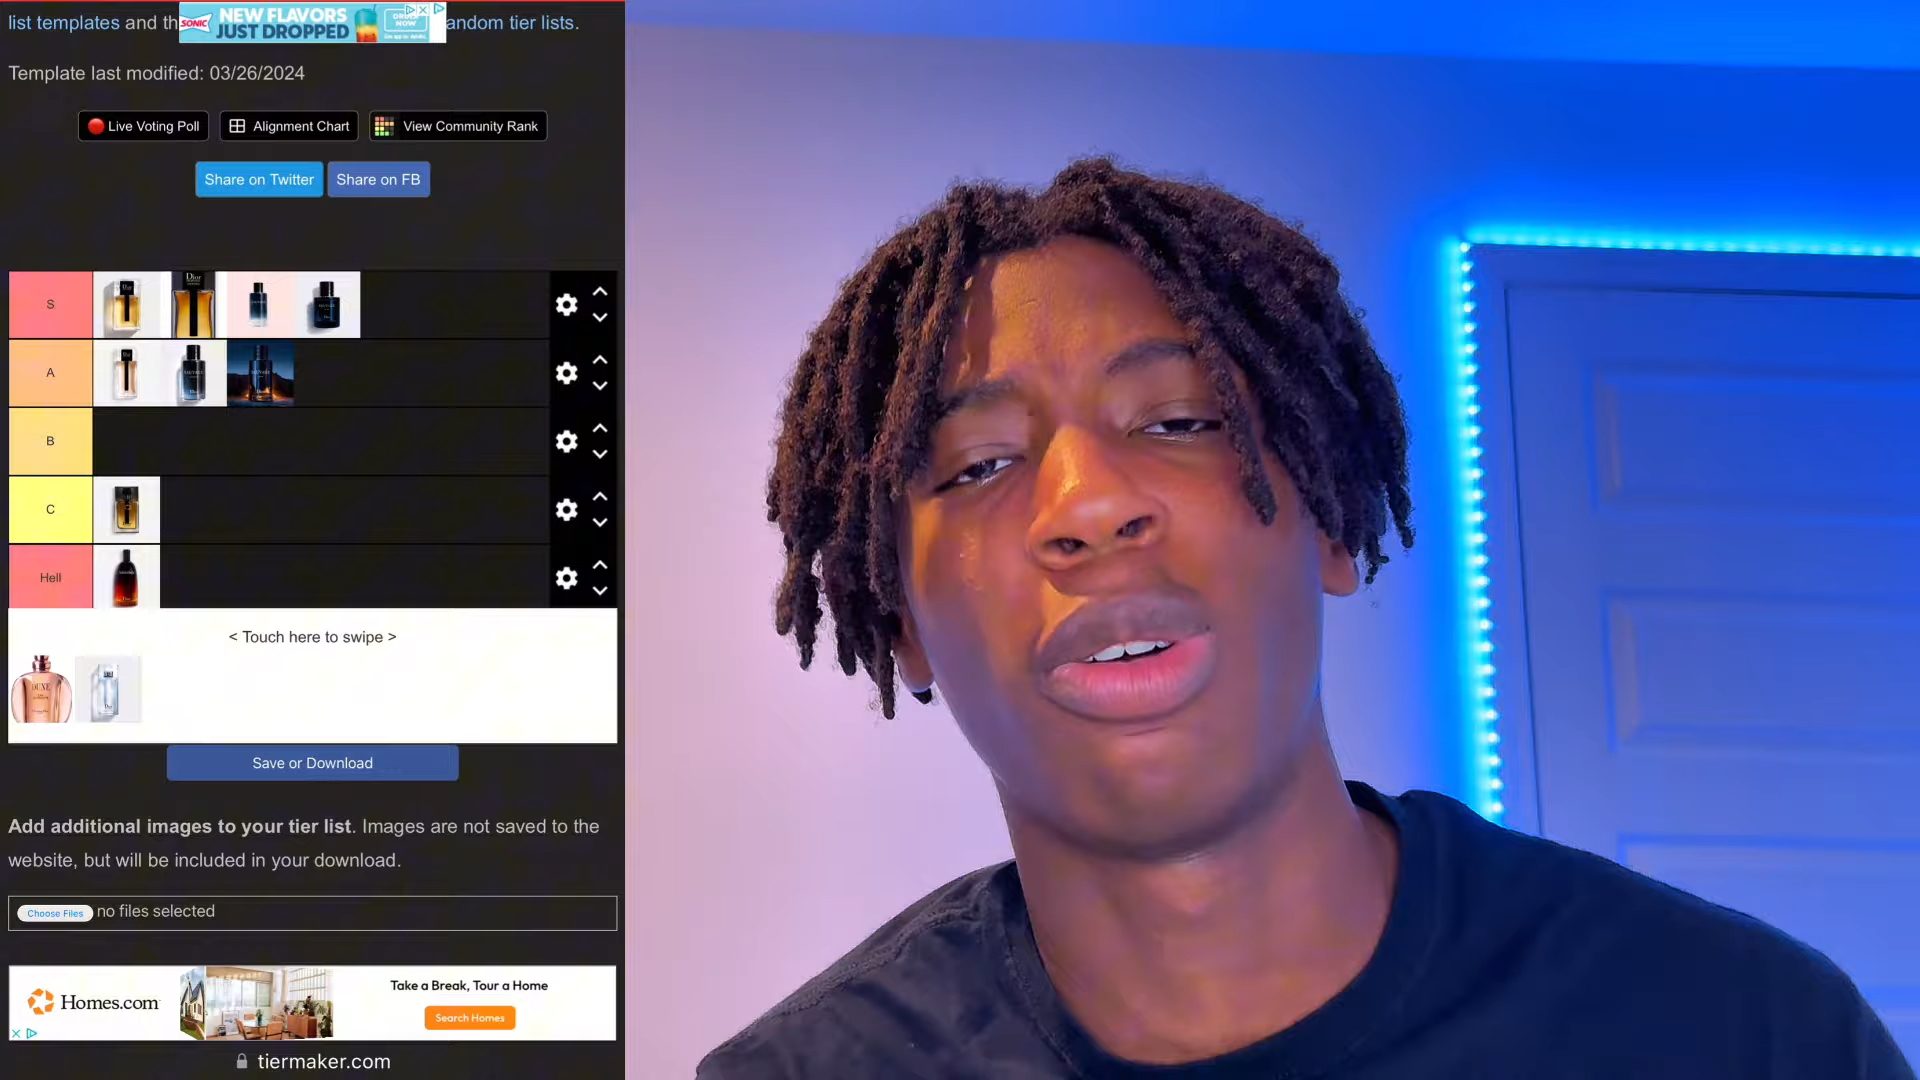 list templates and th
SONIC
NEW FLAVORS
JUST DROPPED
ORDER
NOW
andom tier lists.
Template last modified: 03/26/2024
Live Voting Poll
Alignment Chart
View Community Rank
Share on Twitter
Share on FB
S
Dior
A
B
C
Hell
< Touch here to swipe >
DUNE
Save or Download
Add additional images to your tier list. Images are not saved to the
website, but will be included in your download.
Choose Files no files selected
Homes.com
Take a Break, Tour a Home
Search Homes
tiermaker.com